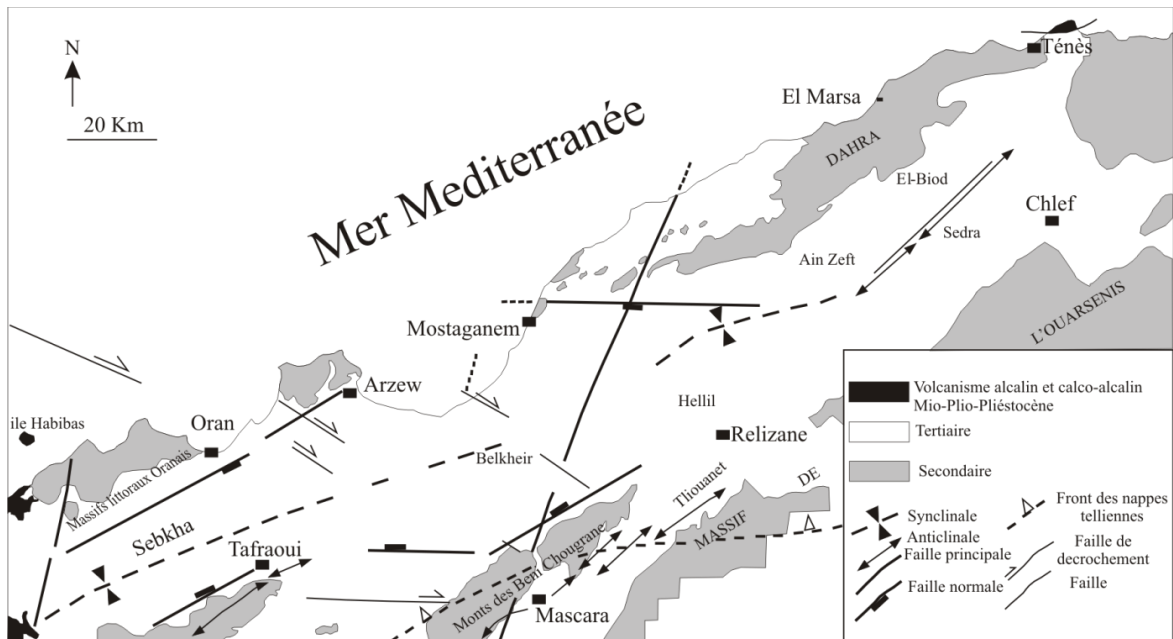 N
20 Km
Mer Mediterranée
Ténès
El Marsa
DAHRA
El-Biod
Chlef
Sedra
Ain Zeft
L'OUARSENIS
Mostaganem
Arzew
Oran
ile Habibas
Massifs littoraux Oranais
Sebkha
Tafraoui
Belkheir
Hellil
Relizane
Tliouanet
MASSIF
DE
Monts des Beni Chougrane
Mascara
Volcanisme alcalin et calco-alcalin
Mio-Plio-Pliéstocène
Tertiaire
Secondaire
Synclinale
Anticlinale
Faille principale
Faille normale
Front des nappes
telliennes
Faille de
decrochement
Faille